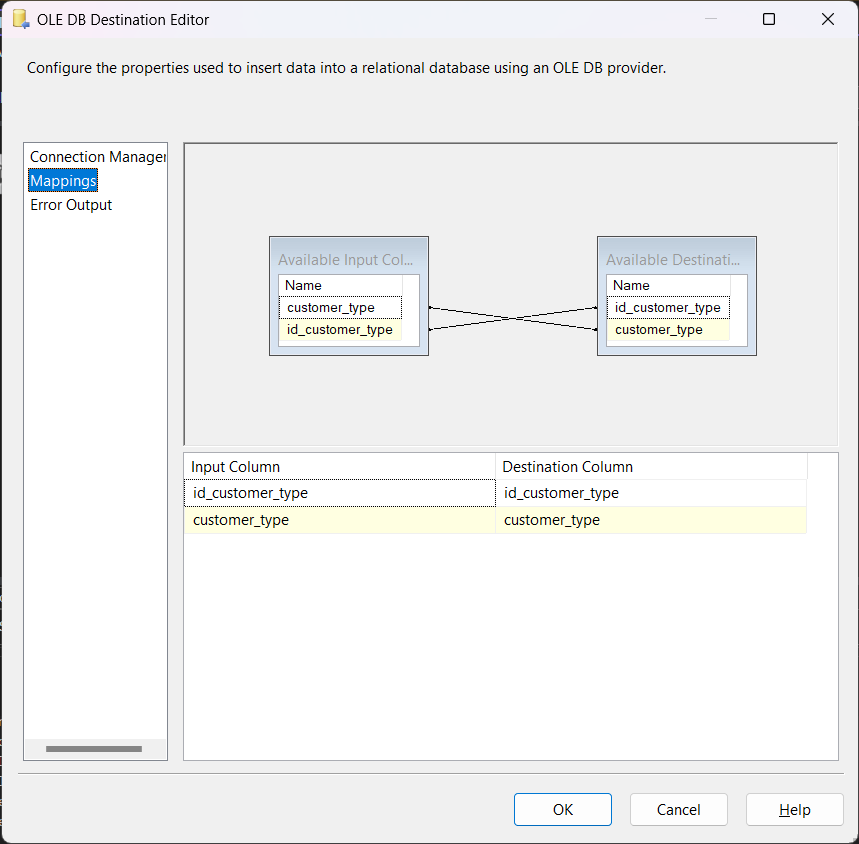 OLE DB Destination Editor
Configure the properties used to insert data into a relational database using an OLE DB provider.
Connection Manager
Mappings
Error Output
Available Input Col...
Name
customer_type
id_customer_type
Available Destinati...
Name
id_customer_type
customer_type
Input Column Destination Column
id_customer_type id_customer_type
customer_type customer_type
OK Cancel Help